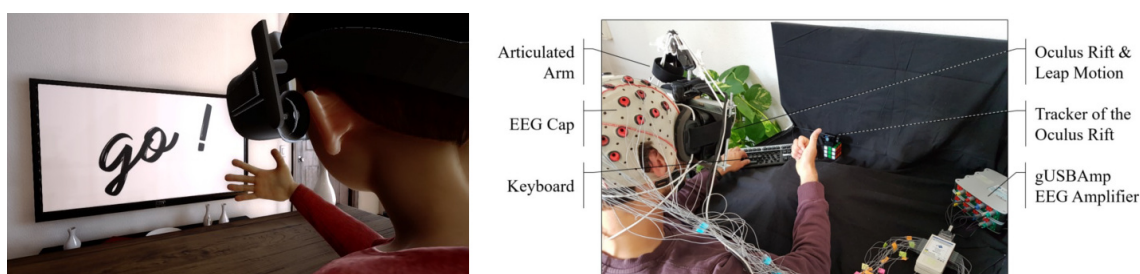 go !
Articulated
Arm
EEG Cap
Keyboard
Oculus Rift &
Leap Motion
Tracker of the
Oculus Rift
gUSBAmp
EEG Amplifier